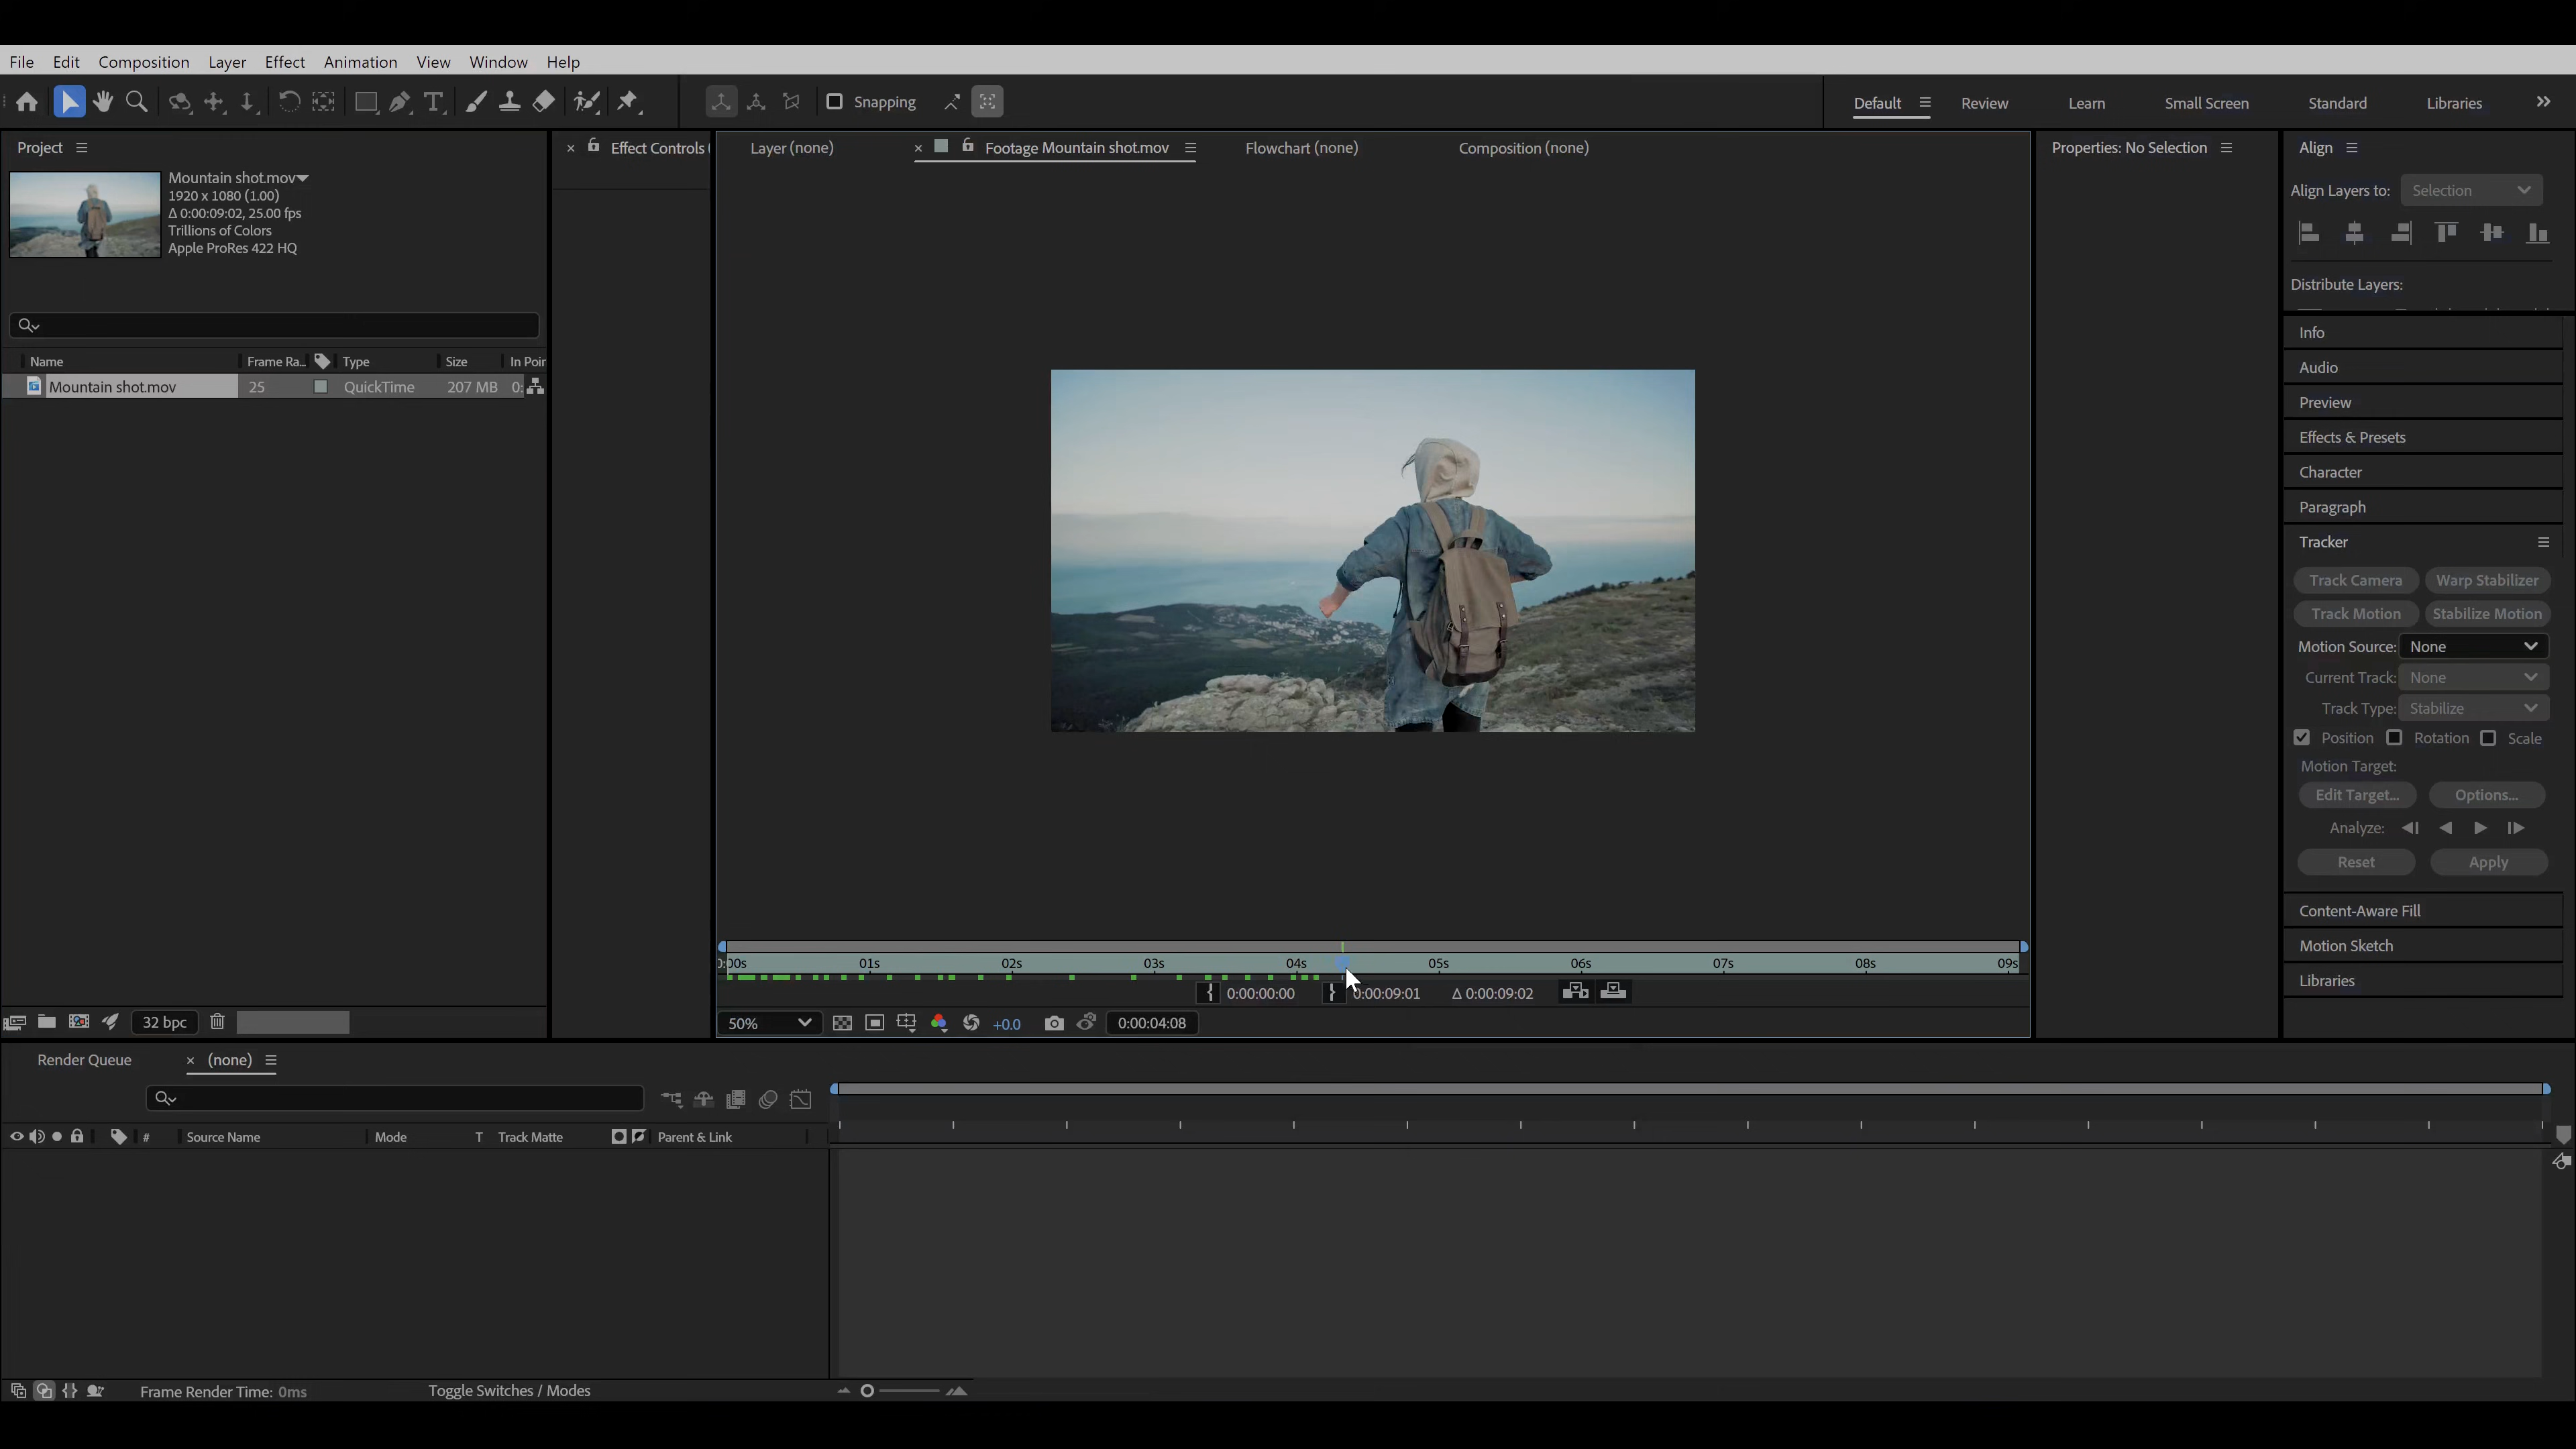 File Edit Composition Layer Effect Animation View Window Help
Snapping
Default Review Learn Small Screen Standard Libraries
Project
Mountain shot.mov
1920 x 1080 (1.00)
Δ 0:00:09:02, 25.00 fps
Trillions of Colors
Apple ProRes 422 HQ
Name Frame Ra... Type Size In Poin
Mountain shot.mov 25 QuickTime 207 MB 0:
32 bpc
Effect Controls (
Layer (none) Footage Mountain shot.mov Flowchart (none) Composition (none)
0:00s 01s 02s 03s 04s 05s 06s 07s 08s 09s
0:00:00:00 0:00:09:01 Δ 0:00:09:02
50% +0.0 0:00:04:08
Properties: No Selection
Align
Align Layers to: Selection
Distribute Layers:
Info
Audio
Preview
Effects & Presets
Character
Paragraph
Tracker
Track Camera Warp Stabilizer
Track Motion Stabilize Motion
Motion Source: None
Current Track: None
Track Type: Stabilize
Position Rotation Scale
Motion Target:
Edit Target... Options...
Analyze:
Reset Apply
Content-Aware Fill
Motion Sketch
Libraries
Render Queue (none)
# Source Name Mode T Track Matte Parent & Link
Frame Render Time: 0ms Toggle Switches / Modes